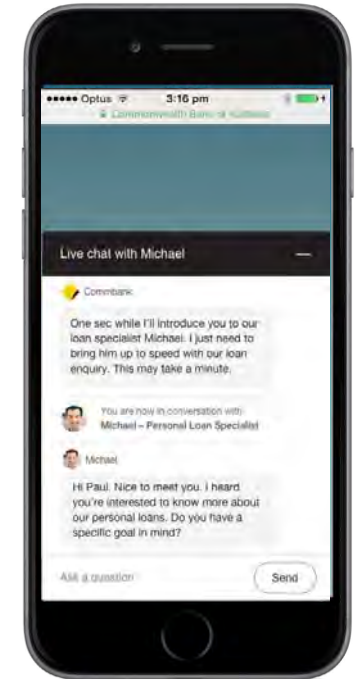 Optus 3:16 pm
Commonwealth Bank of
Live chat with Michael
Commbank
One sec while I'll introduce you to our
loan specialist Michael. I just need to
bring him up to speed with our loan
enquiry. This may take a minute.
You are now in conversation with
Michael – Personal Loan Specialist
Michael
Hi Paul. Nice to meet you. I heard
you're interested to know more about
our personal loans. Do you have a
specific goal in mind?
Ask a question Send